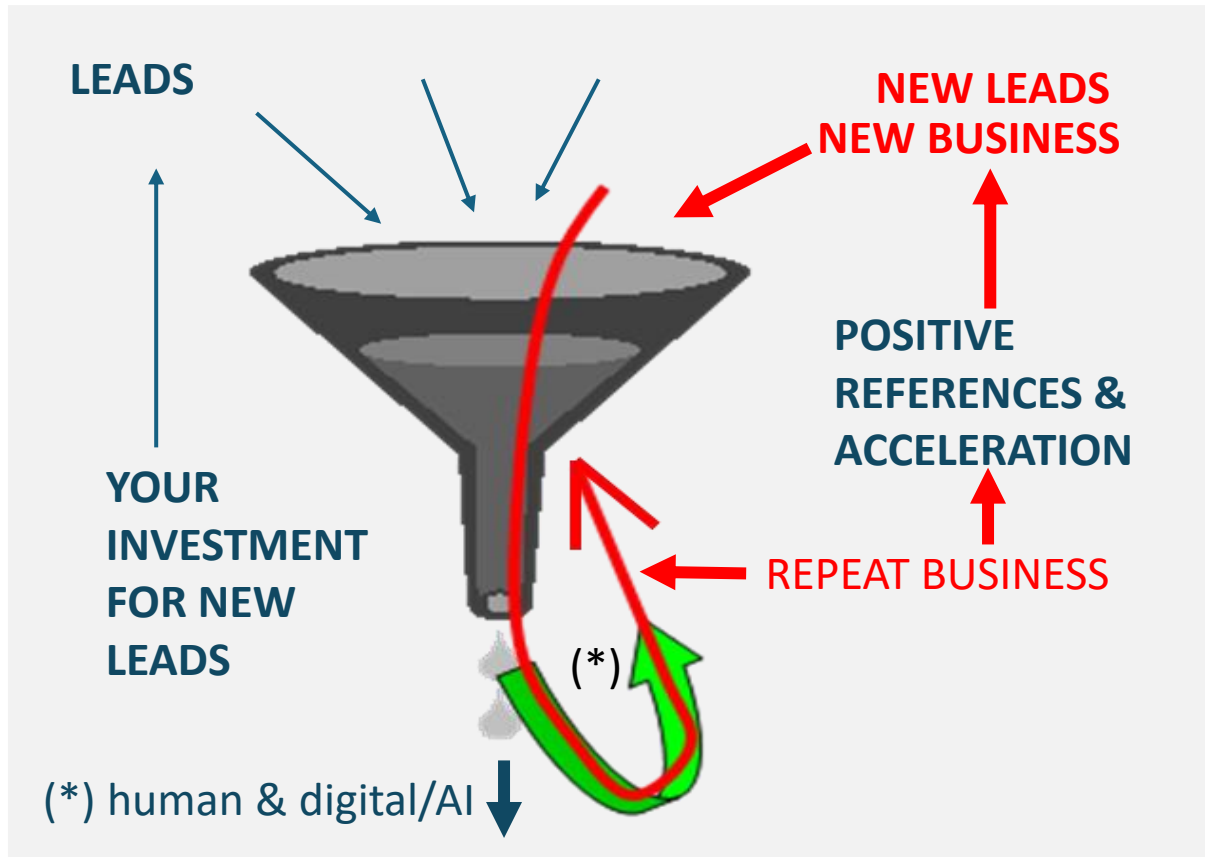 LEADS
NEW LEADS
NEW BUSINESS
POSITIVE
REFERENCES &
ACCELERATION
YOUR
INVESTMENT
FOR NEW
LEADS
REPEAT BUSINESS
(*)
(*) human & digital/AI